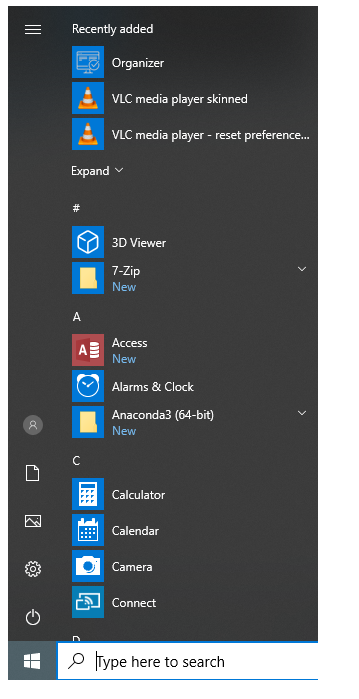 Recently added
Organizer
VLC media player skinned
VLC media player - reset preference...
Expand
#
3D Viewer
7-Zip
New
A
Access
New
Alarms & Clock
Anaconda3 (64-bit)
New
C
Calculator
Calendar
Camera
Connect
D
Type here to search